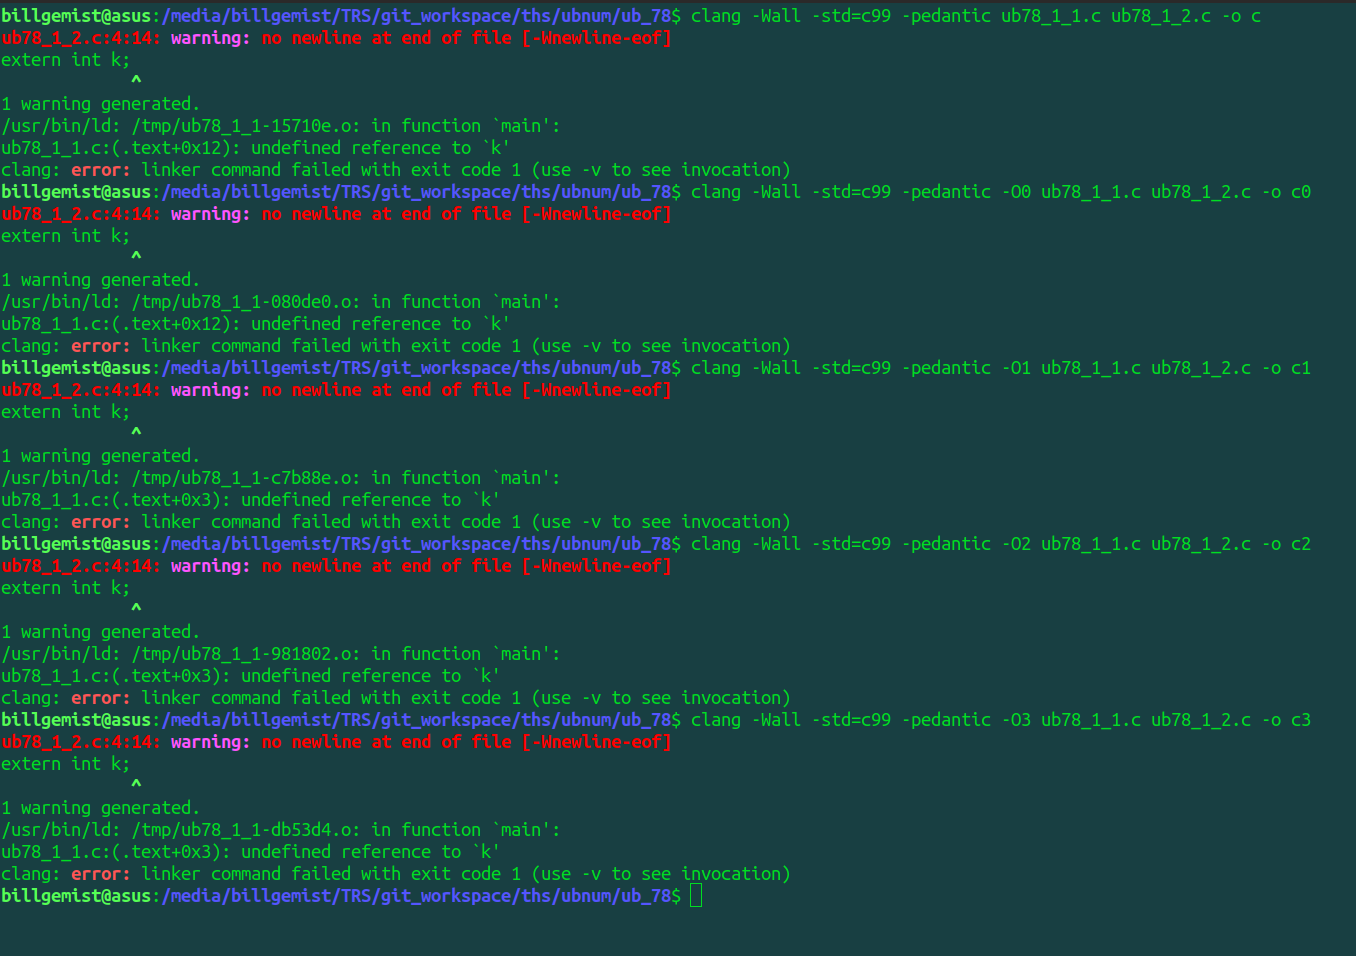 billgemist@asus:/media/billgemist/TRS/git_workspace/ths/ubnum/ub_78$ clang -Wall -std=c99 -pedantic ub78_1_1.c ub78_1_2.c -o c
ub78_1_2.c:4:14: warning: no newline at end of file [-Wnewline-eof]
extern int k;
^
1 warning generated.
/usr/bin/ld: /tmp/ub78_1_1-15710e.o: in function `main':
ub78_1_1.c:(.text+0x12): undefined reference to `k'
clang: error: linker command failed with exit code 1 (use -v to see invocation)
billgemist@asus:/media/billgemist/TRS/git_workspace/ths/ubnum/ub_78$ clang -Wall -std=c99 -pedantic -O0 ub78_1_1.c ub78_1_2.c -o c0
ub78_1_2.c:4:14: warning: no newline at end of file [-Wnewline-eof]
extern int k;
^
1 warning generated.
/usr/bin/ld: /tmp/ub78_1_1-080de0.o: in function `main':
ub78_1_1.c:(.text+0x12): undefined reference to `k'
clang: error: linker command failed with exit code 1 (use -v to see invocation)
billgemist@asus:/media/billgemist/TRS/git_workspace/ths/ubnum/ub_78$ clang -Wall -std=c99 -pedantic -O1 ub78_1_1.c ub78_1_2.c -o c1
ub78_1_2.c:4:14: warning: no newline at end of file [-Wnewline-eof]
extern int k;
^
1 warning generated.
/usr/bin/ld: /tmp/ub78_1_1-c7b88e.o: in function `main':
ub78_1_1.c:(.text+0x3): undefined reference to `k'
clang: error: linker command failed with exit code 1 (use -v to see invocation)
billgemist@asus:/media/billgemist/TRS/git_workspace/ths/ubnum/ub_78$ clang -Wall -std=c99 -pedantic -O2 ub78_1_1.c ub78_1_2.c -o c2
ub78_1_2.c:4:14: warning: no newline at end of file [-Wnewline-eof]
extern int k;
^
1 warning generated.
/usr/bin/ld: /tmp/ub78_1_1-981802.o: in function `main':
ub78_1_1.c:(.text+0x3): undefined reference to `k'
clang: error: linker command failed with exit code 1 (use -v to see invocation)
billgemist@asus:/media/billgemist/TRS/git_workspace/ths/ubnum/ub_78$ clang -Wall -std=c99 -pedantic -O3 ub78_1_1.c ub78_1_2.c -o c3
ub78_1_2.c:4:14: warning: no newline at end of file [-Wnewline-eof]
extern int k;
^
1 warning generated.
/usr/bin/ld: /tmp/ub78_1_1-db53d4.o: in function `main':
ub78_1_1.c:(.text+0x3): undefined reference to `k'
clang: error: linker command failed with exit code 1 (use -v to see invocation)
billgemist@asus:/media/billgemist/TRS/git_workspace/ths/ubnum/ub_78$